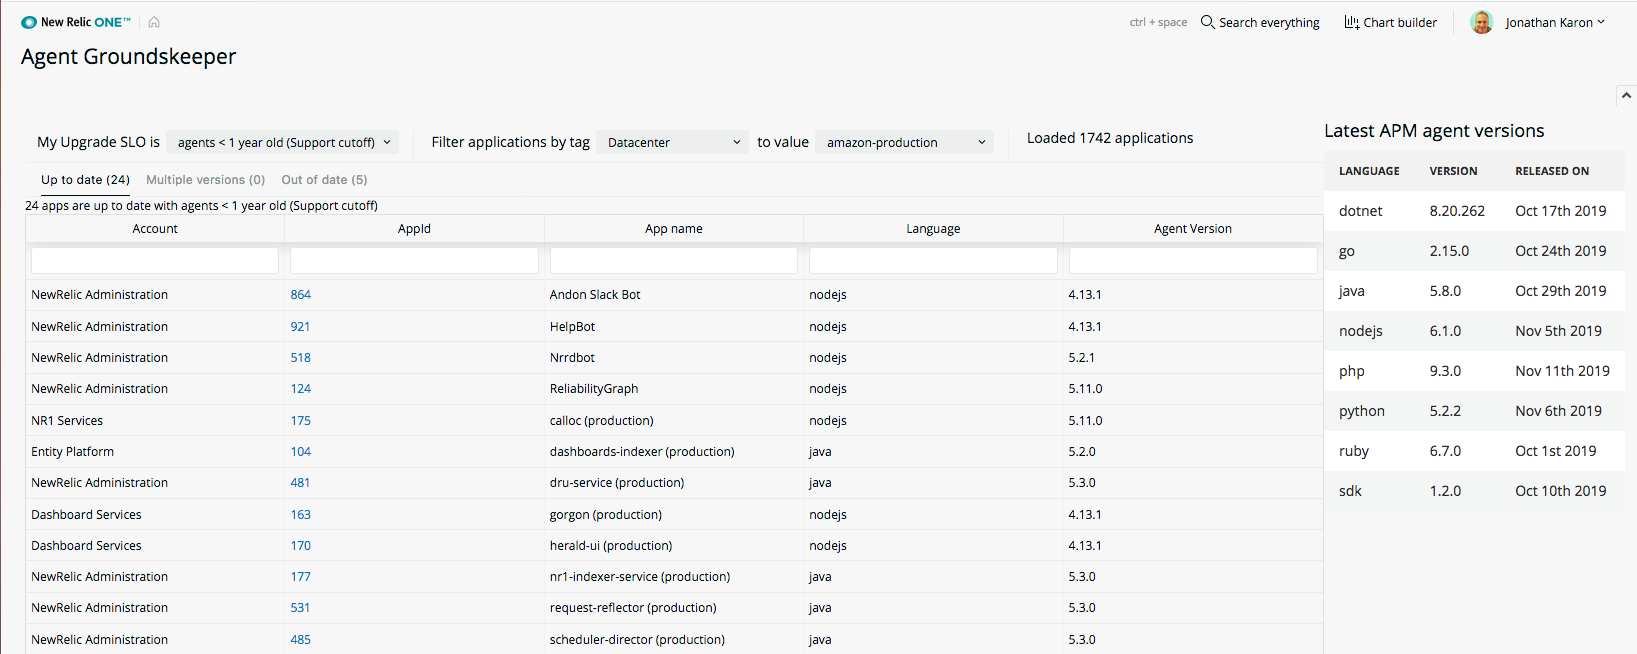 New Relic ONE™
ctrl + space Search everything Chart builder Jonathan Karon
Agent Groundskeeper
My Upgrade SLO is agents < 1 year old (Support cutoff) Filter applications by tag Datacenter to value amazon-production Loaded 1742 applications
Up to date (24) Multiple versions (0) Out of date (5)
24 apps are up to date with agents < 1 year old (Support cutoff)
Account AppId App name Language Agent Version
NewRelic Administration 864 Andon Slack Bot nodejs 4.13.1
NewRelic Administration 921 HelpBot nodejs 4.13.1
NewRelic Administration 518 Nrrdbot nodejs 5.2.1
NewRelic Administration 124 ReliabilityGraph nodejs 5.11.0
NR1 Services 175 calloc (production) nodejs 5.11.0
Entity Platform 104 dashboards-indexer (production) java 5.2.0
NewRelic Administration 481 dru-service (production) java 5.3.0
Dashboard Services 163 gorgon (production) nodejs 4.13.1
Dashboard Services 170 herald-ui (production) nodejs 4.13.1
NewRelic Administration 177 nr1-indexer-service (production) java 5.3.0
NewRelic Administration 531 request-reflector (production) java 5.3.0
NewRelic Administration 485 scheduler-director (production) java 5.3.0
Latest APM agent versions
LANGUAGE VERSION RELEASED ON
dotnet 8.20.262 Oct 17th 2019
go 2.15.0 Oct 24th 2019
java 5.8.0 Oct 29th 2019
nodejs 6.1.0 Nov 5th 2019
php 9.3.0 Nov 11th 2019
python 5.2.2 Nov 6th 2019
ruby 6.7.0 Oct 1st 2019
sdk 1.2.0 Oct 10th 2019